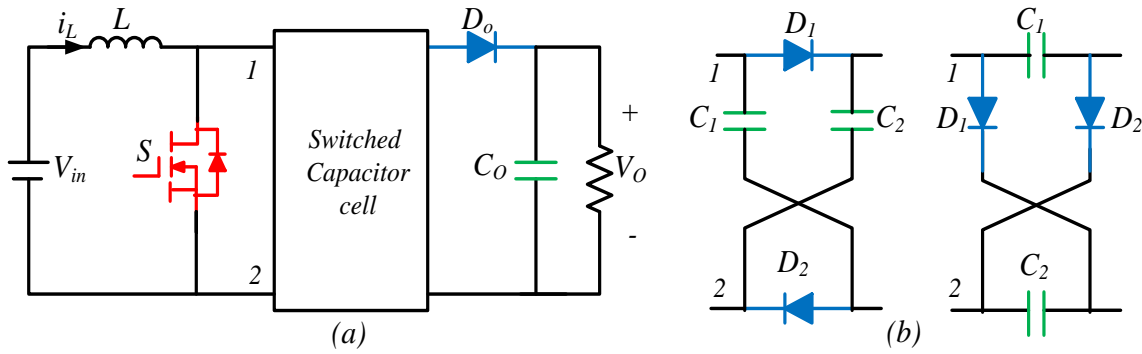 i_L L
D_o
1
S
V_in
Switched
Capacitor
cell
C_O
+
V_O
-
2
(a)
D_1
1
C_1
C_2
D_2
2
(b)
C_1
1
D_1
D_2
C_2
2